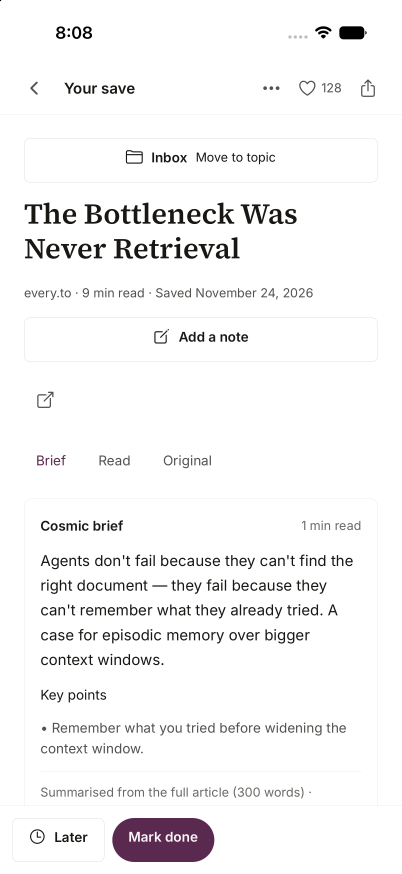 8:08
Your save
128
Inbox Move to topic
The Bottleneck Was
Never Retrieval
every.to · 9 min read · Saved November 24, 2026
Add a note
Brief Read Original
Cosmic brief 1 min read
Agents don't fail because they can't find the
right document — they fail because they
can't remember what they already tried. A
case for episodic memory over bigger
context windows.
Key points
• Remember what you tried before widening the
context window.
Summarised from the full article (300 words) ·
Later Mark done